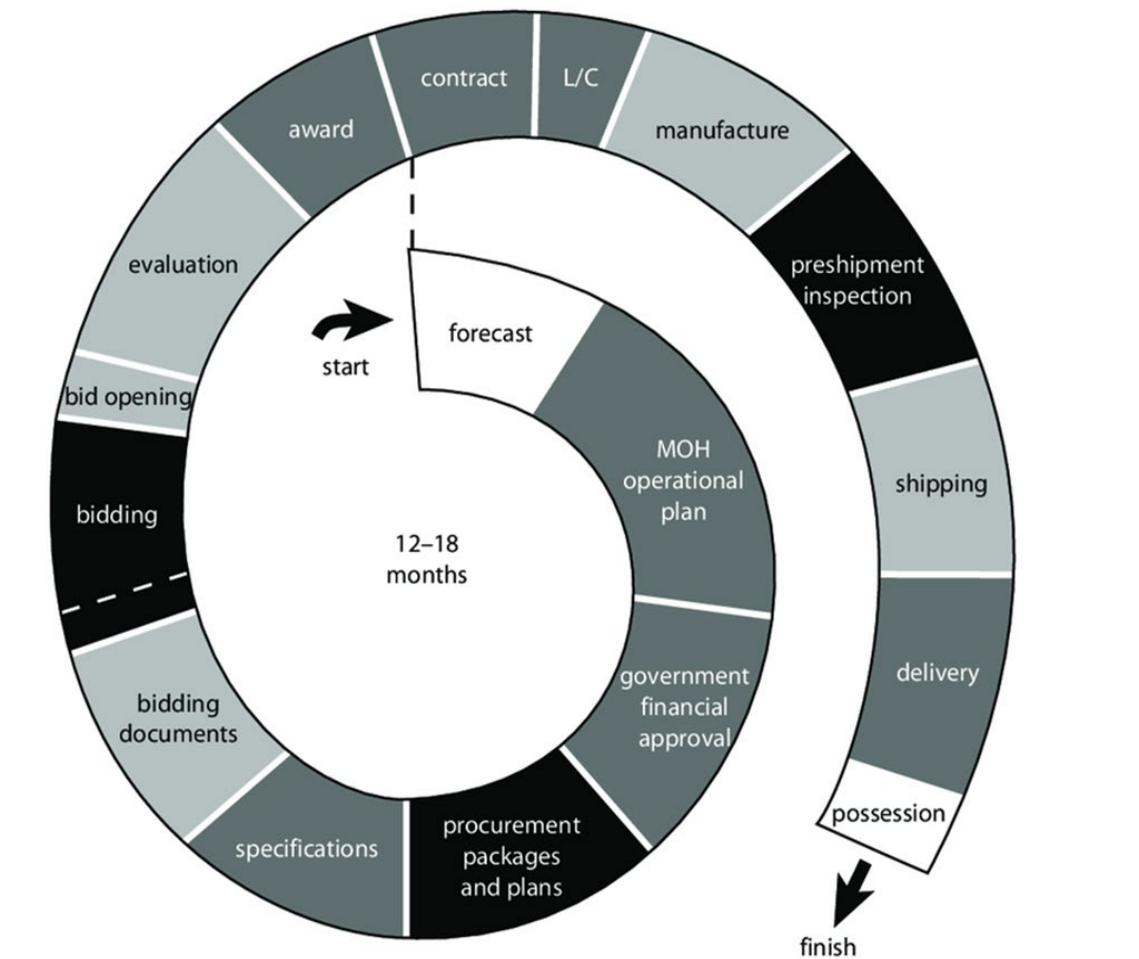 start
forecast
MOH
operational
plan
government
financial
approval
procurement
packages
and plans
specifications
bidding
documents
bidding
bid opening
evaluation
award
contract
L/C
manufacture
preshipment
inspection
shipping
delivery
possession
finish
12–18
months